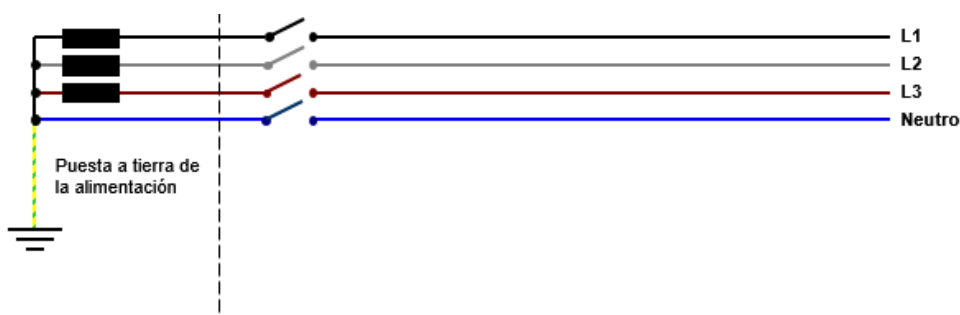 L1
L2
L3
Neutro
Puesta a tierra de
la alimentación